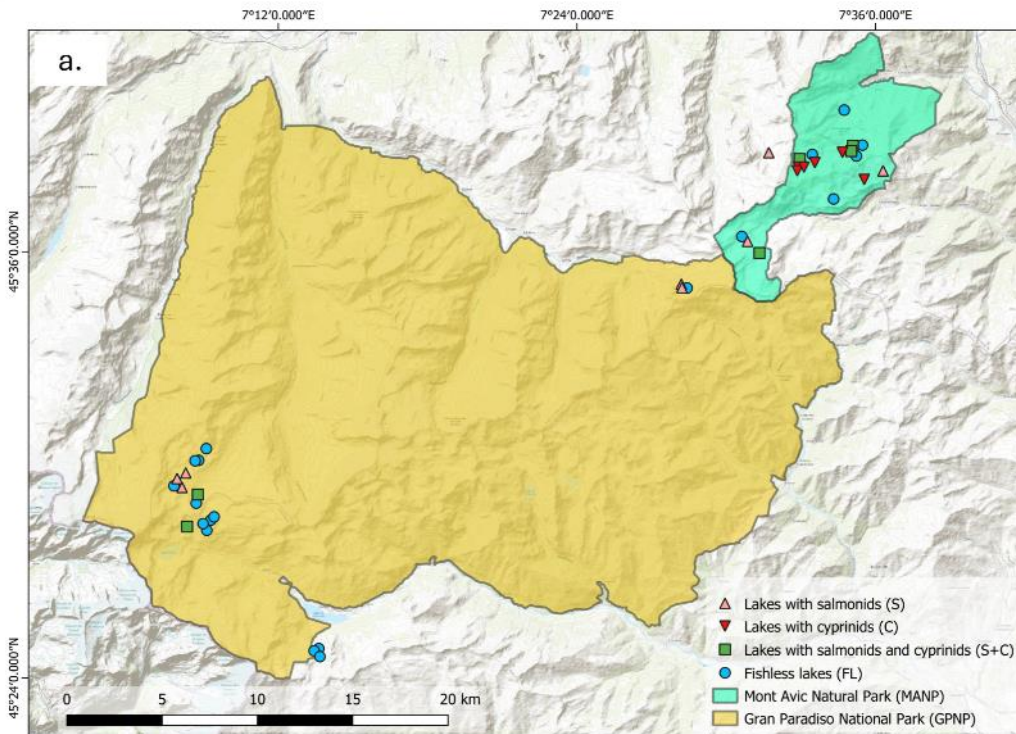 7°12'0.000"E 7°24'0.000"E 7°36'0.000"E
a.
45°36'0.000"N
45°24'0.000"N
Lakes with salmonids (S)
Lakes with cyprinids (C)
Lakes with salmonids and cyprinids (S+C)
Fishless lakes (FL)
Mont Avic Natural Park (MANP)
Gran Paradiso National Park (GPNP)
0 5 10 15 20 km